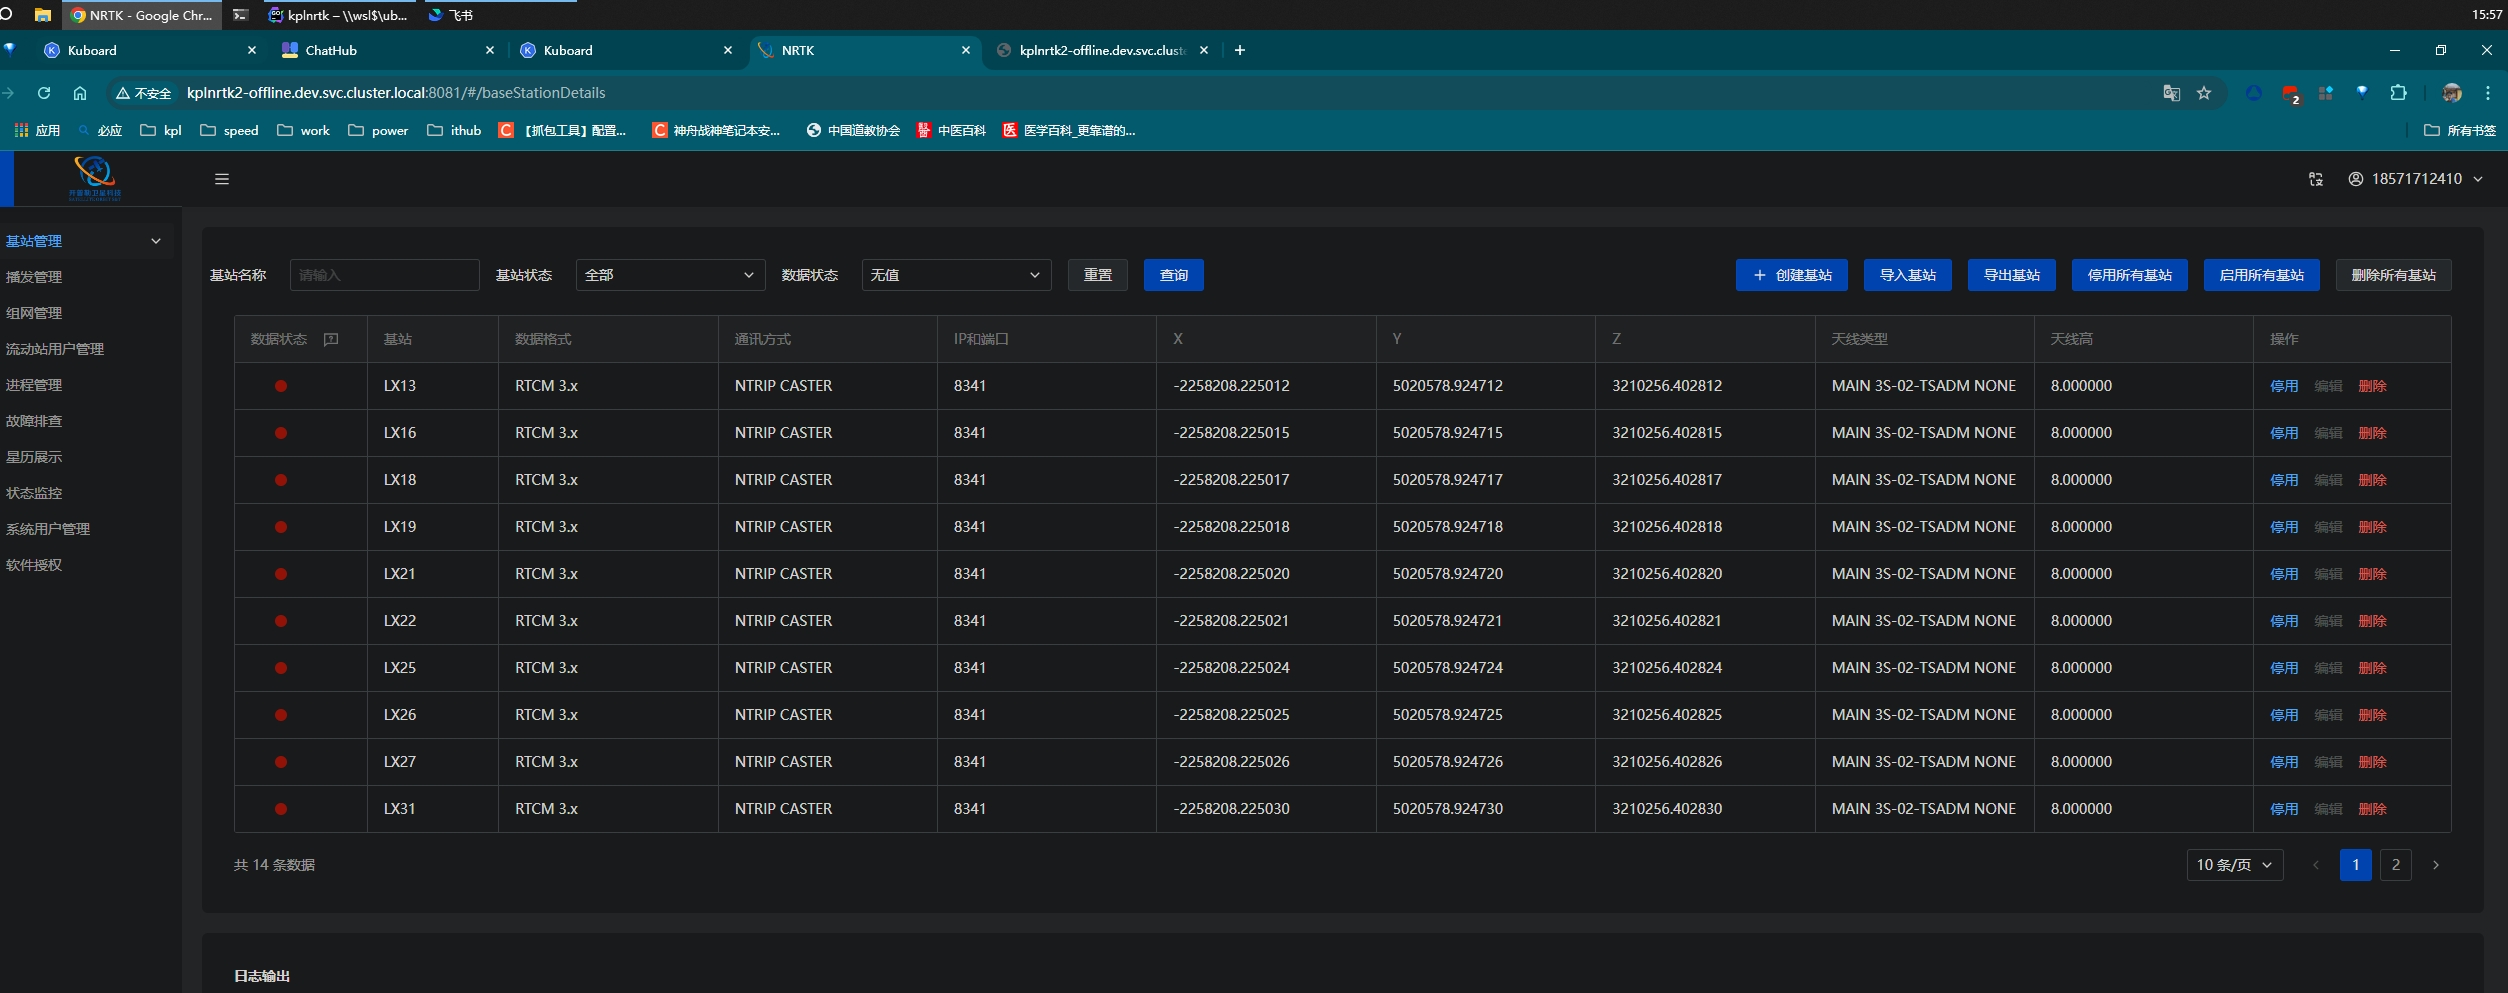 NRTK - Google Chr...
kplnrtk – \\wsl$\ub...
飞书
15:57
Kuboard
ChatHub
Kuboard
NRTK
kplnrtk2-offline.dev.svc.clust
不安全
kplnrtk2-offline.dev.svc.cluster.local:8081/#/baseStationDetails
2
应用
必应
kpl
speed
work
power
ithub
【抓包工具】配置...
神舟战神笔记本安...
中国道教协会
中医百科
医学百科_更靠谱的...
所有书签
18571712410
基站管理
播发管理
组网管理
流动站用户管理
进程管理
故障排查
星历展示
状态监控
系统用户管理
软件授权
基站名称 请输入 基站状态 全部 数据状态 无值 重置 查询 创建基站 导入基站 导出基站 停用所有基站 启用所有基站 删除所有基站
数据状态 基站 数据格式 通讯方式 IP和端口 X Y Z 天线类型 天线高 操作
LX13 RTCM 3.x NTRIP CASTER 8341 -2258208.225012 5020578.924712 3210256.402812 MAIN 3S-02-TSADM NONE 8.000000 停用 编辑 删除
LX16 RTCM 3.x NTRIP CASTER 8341 -2258208.225015 5020578.924715 3210256.402815 MAIN 3S-02-TSADM NONE 8.000000 停用 编辑 删除
LX18 RTCM 3.x NTRIP CASTER 8341 -2258208.225017 5020578.924717 3210256.402817 MAIN 3S-02-TSADM NONE 8.000000 停用 编辑 删除
LX19 RTCM 3.x NTRIP CASTER 8341 -2258208.225018 5020578.924718 3210256.402818 MAIN 3S-02-TSADM NONE 8.000000 停用 编辑 删除
LX21 RTCM 3.x NTRIP CASTER 8341 -2258208.225020 5020578.924720 3210256.402820 MAIN 3S-02-TSADM NONE 8.000000 停用 编辑 删除
LX22 RTCM 3.x NTRIP CASTER 8341 -2258208.225021 5020578.924721 3210256.402821 MAIN 3S-02-TSADM NONE 8.000000 停用 编辑 删除
LX25 RTCM 3.x NTRIP CASTER 8341 -2258208.225024 5020578.924724 3210256.402824 MAIN 3S-02-TSADM NONE 8.000000 停用 编辑 删除
LX26 RTCM 3.x NTRIP CASTER 8341 -2258208.225025 5020578.924725 3210256.402825 MAIN 3S-02-TSADM NONE 8.000000 停用 编辑 删除
LX27 RTCM 3.x NTRIP CASTER 8341 -2258208.225026 5020578.924726 3210256.402826 MAIN 3S-02-TSADM NONE 8.000000 停用 编辑 删除
LX31 RTCM 3.x NTRIP CASTER 8341 -2258208.225030 5020578.924730 3210256.402830 MAIN 3S-02-TSADM NONE 8.000000 停用 编辑 删除
共 14 条数据 10 条/页 1 2
日志输出